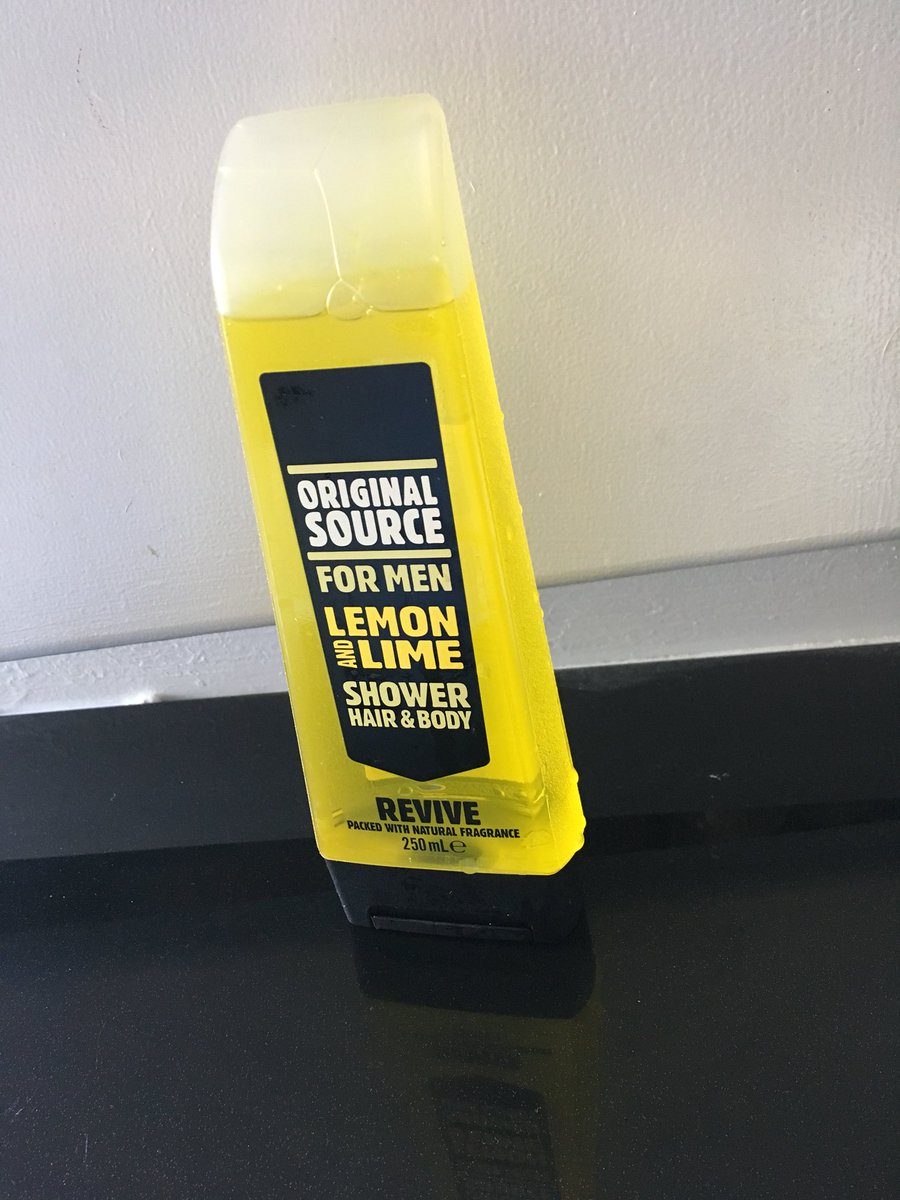 ORIGINAL
SOURCE
FOR MEN
LEMON
AND LIME
SHOWER
HAIR & BODY
REVIVE
PACKED WITH NATURAL FRAGRANCE
250 mL ℮